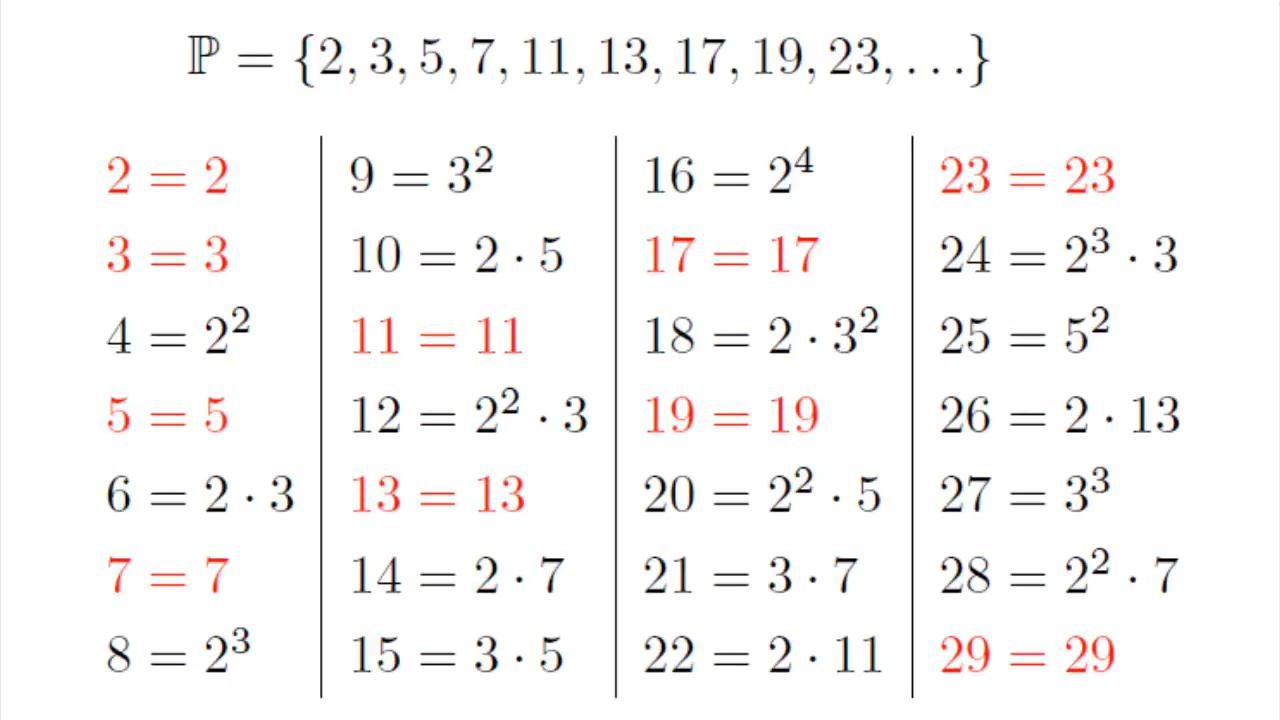 ℙ = {2, 3, 5, 7, 11, 13, 17, 19, 23, . . .}
2 = 2
3 = 3
4 = 2²
5 = 5
6 = 2 · 3
7 = 7
8 = 2³
9 = 3²
10 = 2 · 5
11 = 11
12 = 2² · 3
13 = 13
14 = 2 · 7
15 = 3 · 5
16 = 2⁴
17 = 17
18 = 2 · 3²
19 = 19
20 = 2² · 5
21 = 3 · 7
22 = 2 · 11
23 = 23
24 = 2³ · 3
25 = 5²
26 = 2 · 13
27 = 3³
28 = 2² · 7
29 = 29